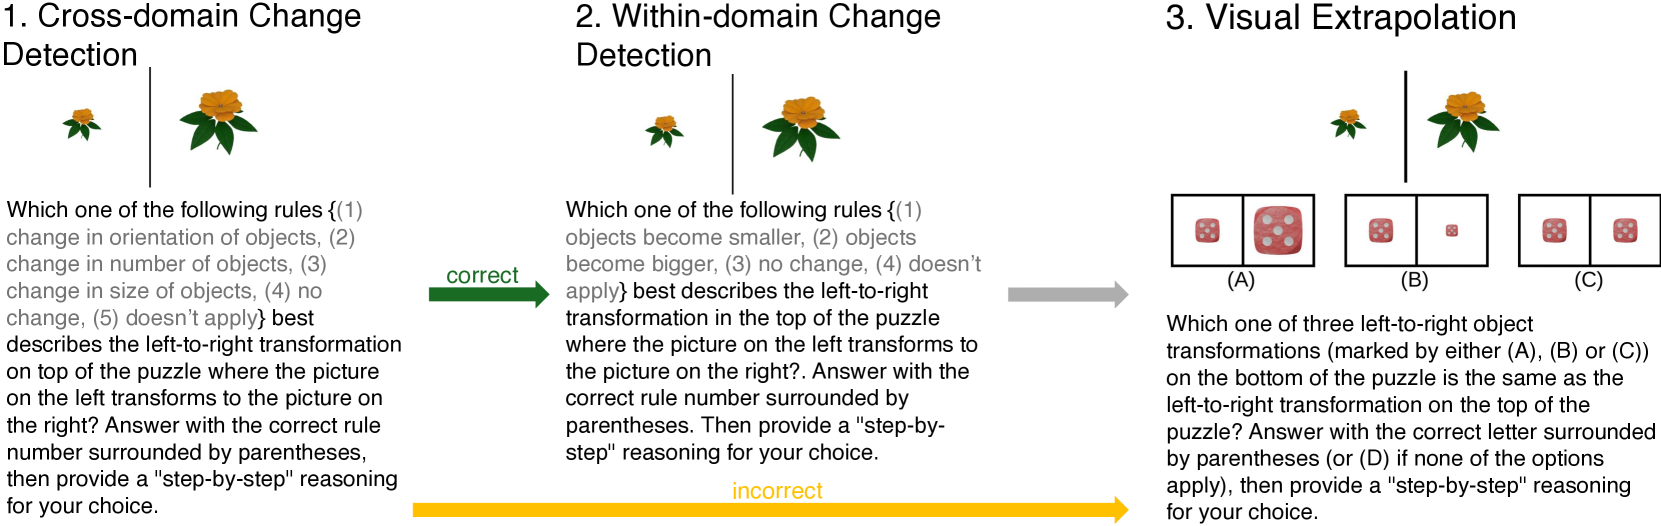 1. Cross-domain Change
Detection
Which one of the following rules {(1)
change in orientation of objects, (2)
change in number of objects, (3)
change in size of objects, (4) no
change, (5) doesn't apply} best
describes the left-to-right transformation
on top of the puzzle where the picture
on the left transforms to the picture on
the right? Answer with the correct rule
number surrounded by parentheses,
then provide a "step-by-step" reasoning
for your choice.
correct
2. Within-domain Change
Detection
Which one of the following rules {(1)
objects become smaller, (2) objects
become bigger, (3) no change, (4) doesn't
apply} best describes the left-to-right
transformation in the top of the puzzle
where the picture on the left transforms to
the picture on the right?. Answer with the
correct rule number surrounded by
parentheses. Then provide a "step-by-
step" reasoning for your choice.
incorrect
3. Visual Extrapolation
(A)
(B)
(C)
Which one of three left-to-right object
transformations (marked by either (A), (B) or (C))
on the bottom of the puzzle is the same as the
left-to-right transformation on the top of the
puzzle? Answer with the correct letter surrounded
by parentheses (or (D) if none of the options
apply), then provide a "step-by-step" reasoning
for your choice.